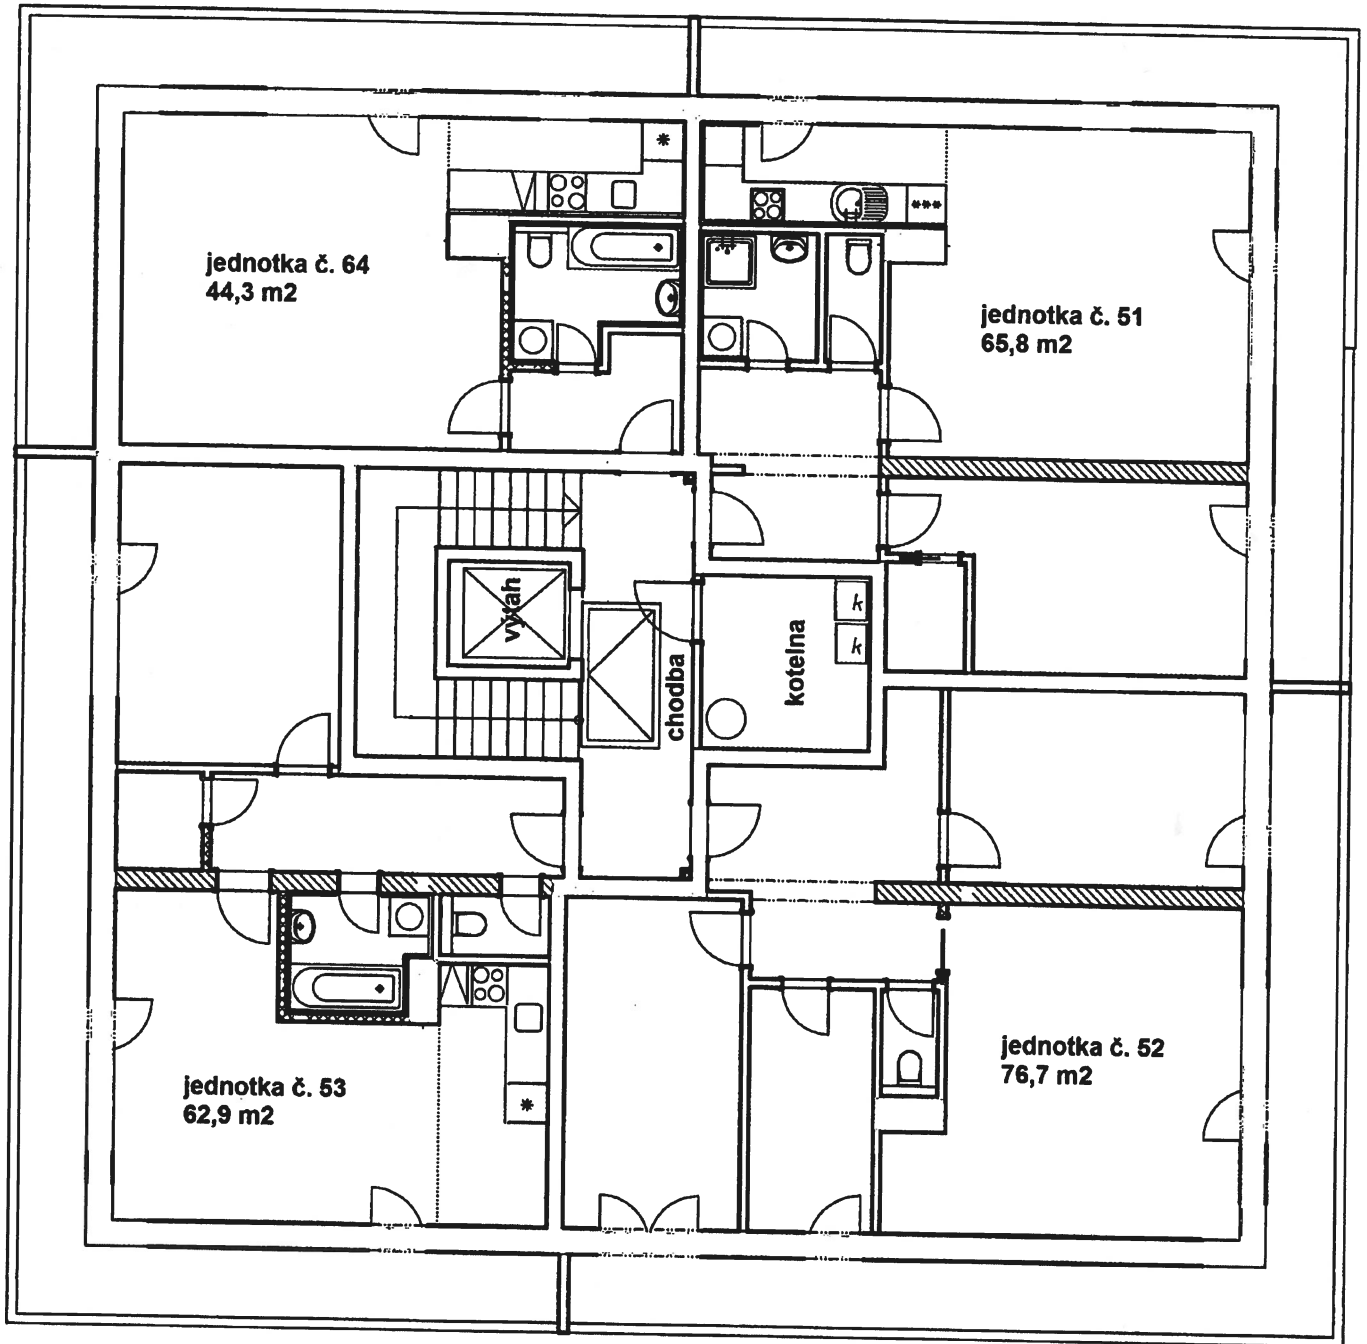 jednotka č. 64
44,3 m2
jednotka č. 51
65,8 m2
výtah
chodba
kotelna
k
k
jednotka č. 53
62,9 m2
jednotka č. 52
76,7 m2